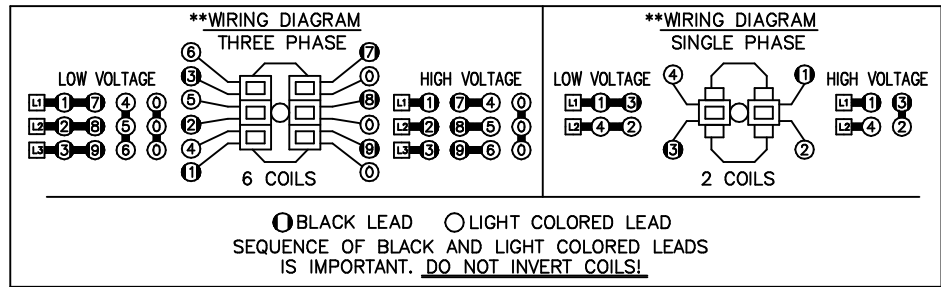 **WIRING DIAGRAM
THREE PHASE
LOW VOLTAGE
L1 1 7 4 0
L2 2 8 5 0
L3 3 9 6 0
6
3
5
2
4
1
7
0
8
0
9
0
6 COILS
HIGH VOLTAGE
L1 1 7 4 0
L2 2 8 5 0
L3 3 9 6 0
**WIRING DIAGRAM
SINGLE PHASE
LOW VOLTAGE
L1 1 3
L2 4 2
4
3
1
2
2 COILS
HIGH VOLTAGE
L1 1 3
L2 4 2
BLACK LEAD LIGHT COLORED LEAD
SEQUENCE OF BLACK AND LIGHT COLORED LEADS
IS IMPORTANT. DO NOT INVERT COILS!